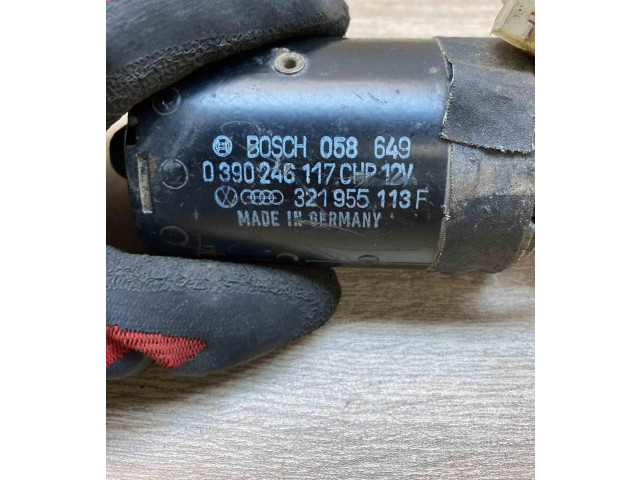 BOSCH 058 649
0 390 246 117 CHP 12V
321 955 113 F
MADE IN GERMANY